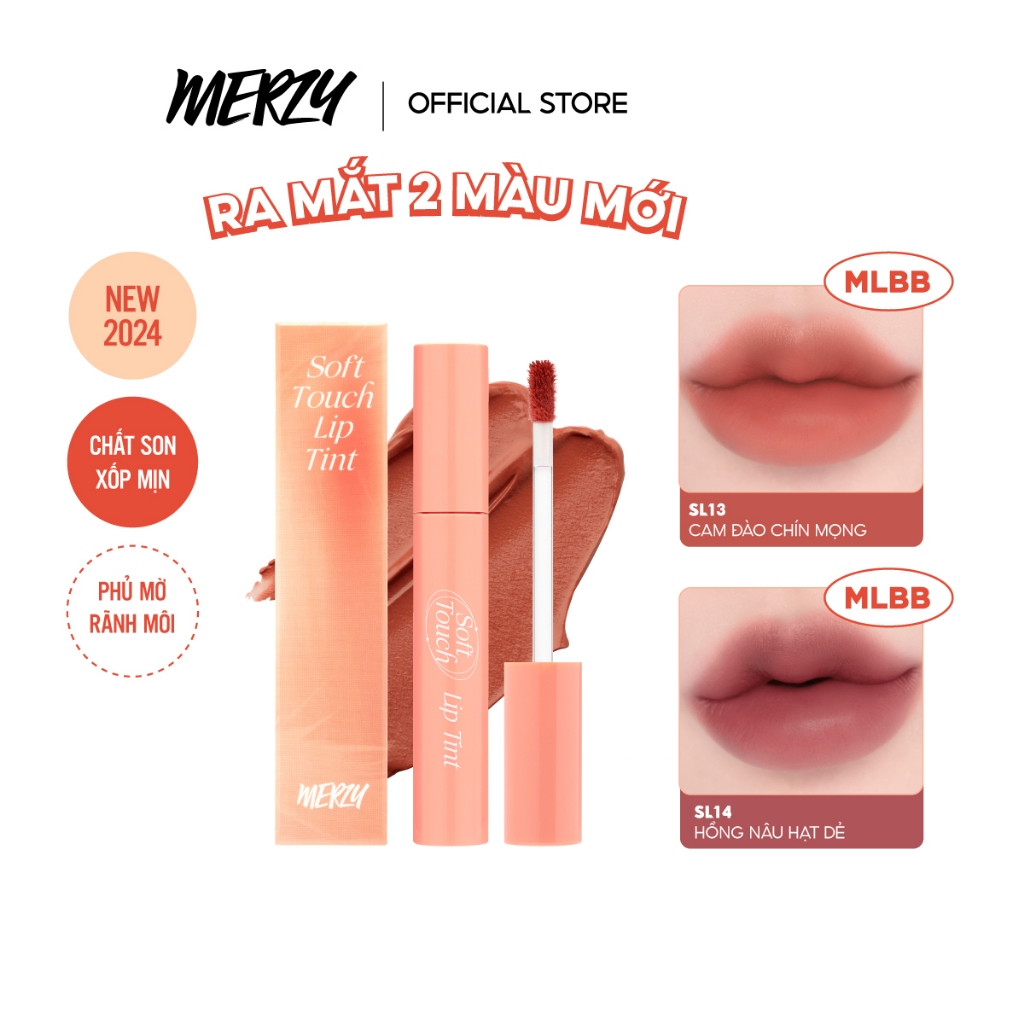 MERZY
OFFICIAL STORE
RA MẮT 2 MÀU MỚI
NEW
2024
CHẤT SON
XỐP MỊN
PHỦ MỜ
RÃNH MÔI
Soft
Touch
Lip
Tint
MERZY
Soft
Touch
Lip Tint
MLBB
SL13
CAM ĐÀO CHÍN MỌNG
MLBB
SL14
HỒNG NÂU HẠT DẺ